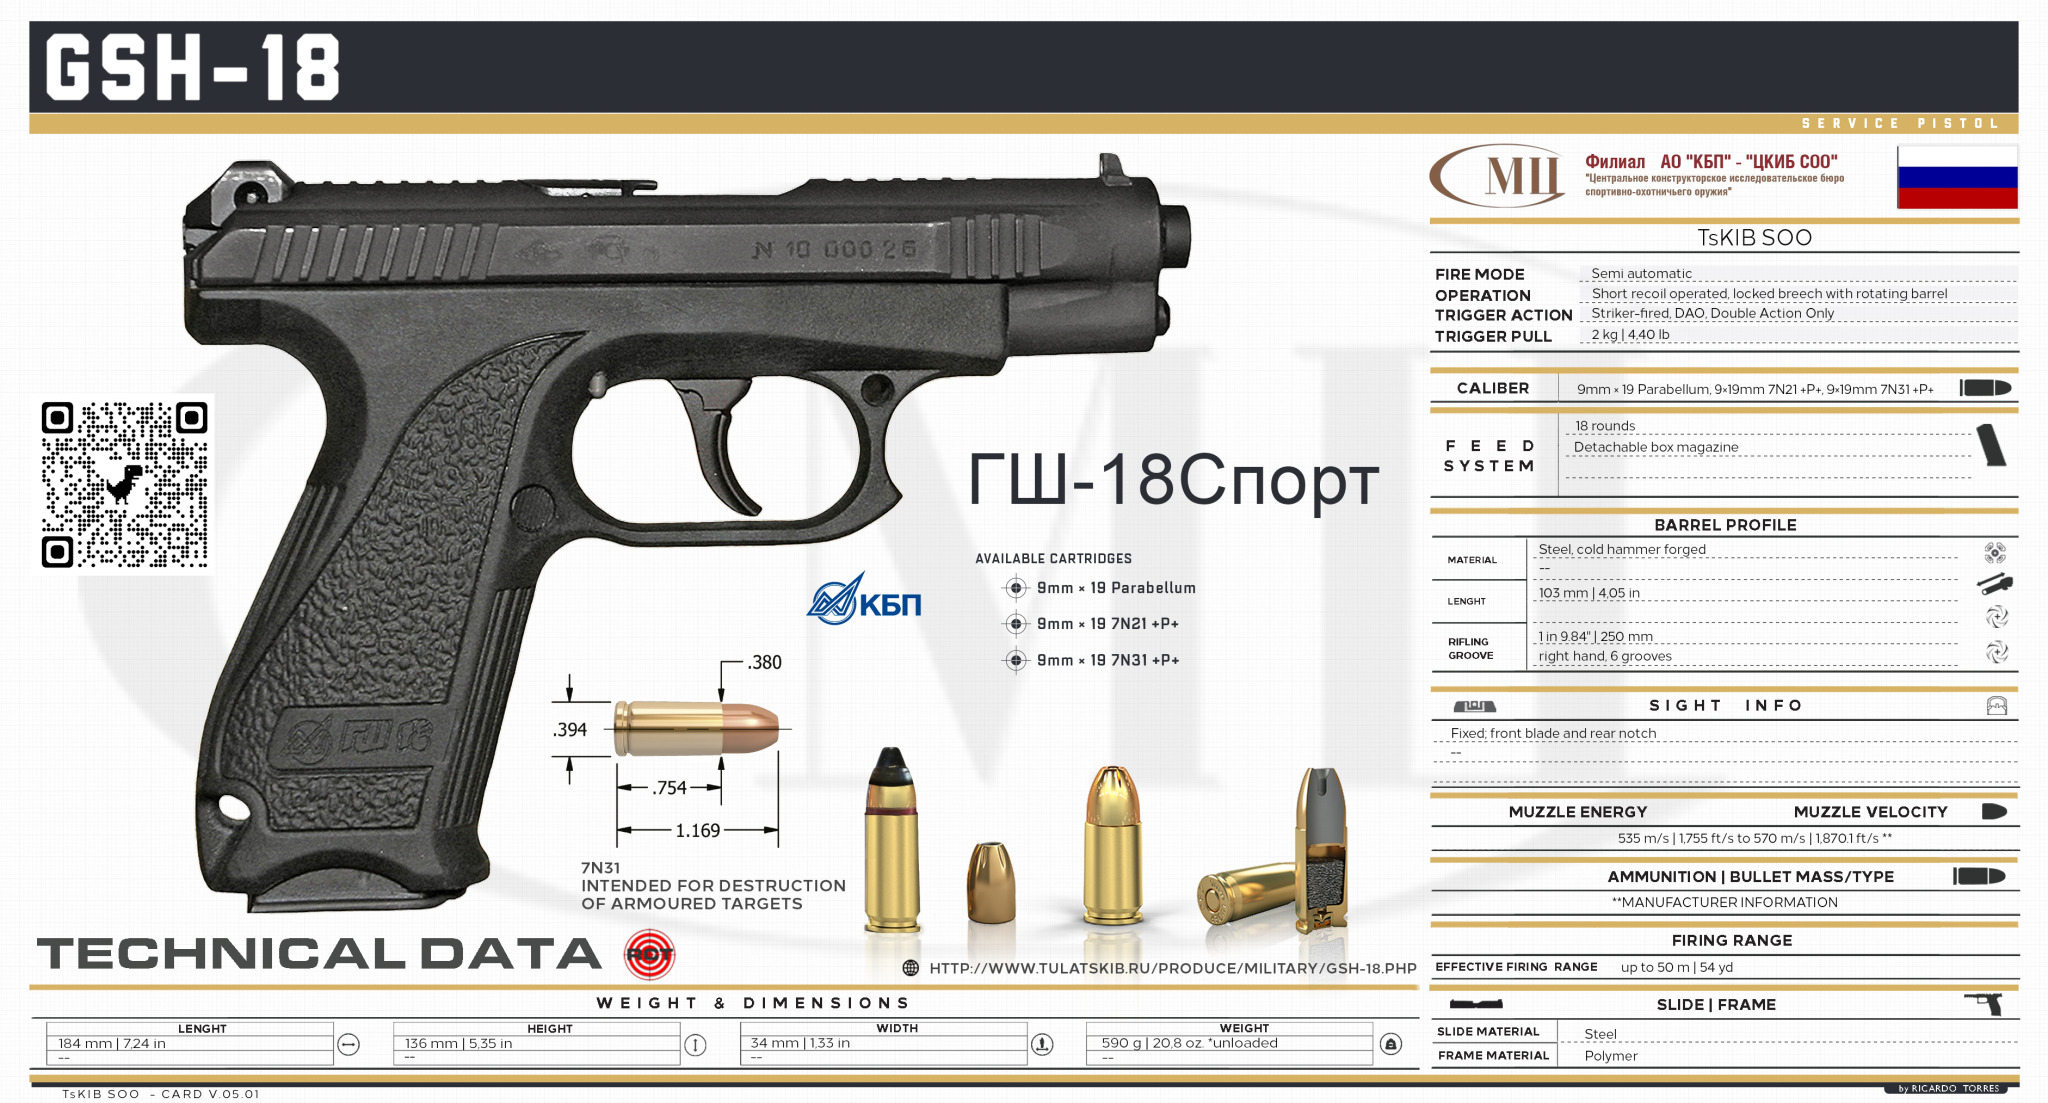 GSH-18
SERVICE PISTOL
МЦ
Филиал АО "КБП" - "ЦКИБ СОО"
"Центральное конструкторское исследовательское бюро
спортивно-охотничьего оружия"
TsKIB SOO
FIRE MODE Semi automatic
OPERATION Short recoil operated, locked breech with rotating barrel
TRIGGER ACTION Striker-fired, DAO, Double Action Only
TRIGGER PULL 2 kg | 4,40 lb
CALIBER 9mm × 19 Parabellum, 9×19mm 7N21 +P+, 9×19mm 7N31 +P+
FEED SYSTEM
18 rounds
Detachable box magazine
BARREL PROFILE
MATERIAL Steel, cold hammer forged
--
LENGHT 103 mm | 4,05 in
RIFLING GROOVE
1 in 9.84" | 250 mm
right hand, 6 grooves
SIGHT INFO
Fixed; front blade and rear notch
--
MUZZLE ENERGY MUZZLE VELOCITY
535 m/s | 1,755 ft/s to 570 m/s | 1,870.1 ft/s **
AMMUNITION | BULLET MASS/TYPE
**MANUFACTURER INFORMATION
FIRING RANGE
EFFECTIVE FIRING RANGE up to 50 m | 54 yd
SLIDE | FRAME
SLIDE MATERIAL Steel
FRAME MATERIAL Polymer
by RICARDO TORRES
N 10 00026
ГШ-18Спорт
AVAILABLE CARTRIDGES
9mm × 19 Parabellum
9mm × 19 7N21 +P+
9mm × 19 7N31 +P+
КБП
ГШ 18
.380
.394
.754
1.169
7N31
INTENDED FOR DESTRUCTION
OF ARMOURED TARGETS
TECHNICAL DATA
RDT
HTTP://WWW.TULATSKIB.RU/PRODUCE/MILITARY/GSH-18.PHP
WEIGHT & DIMENSIONS
LENGHT HEIGHT WIDTH WEIGHT
184 mm | 7,24 in 136 mm | 5,35 in 34 mm | 1,33 in 590 g | 20,8 oz. *unloaded
-- -- -- --
TsKIB SOO - CARD V.05.01